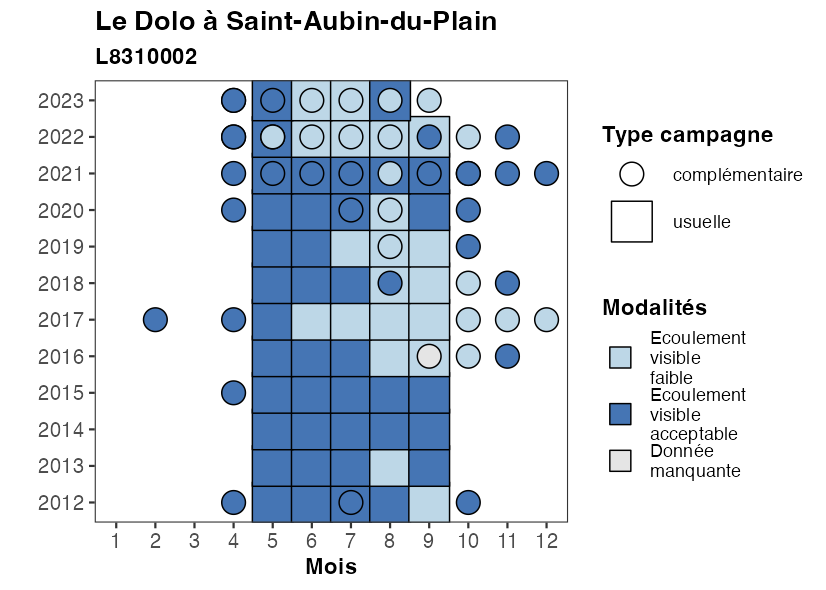 Le Dolo à Saint-Aubin-du-Plain
L8310002
2023
2022
2021
2020
2019
2018
2017
2016
2015
2014
2013
2012
1 2 3 4 5 6 7 8 9 10 11 12
Mois
Type campagne
complémentaire
usuelle
Modalités
Ecoulement
visible
faible
Ecoulement
visible
acceptable
Donnée
manquante